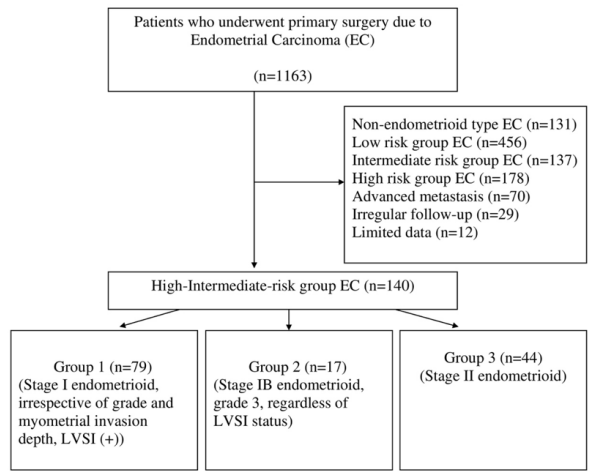 Patients who underwent primary surgery due to
Endometrial Carcinoma (EC)
(n=1163)
Non-endometrioid type EC (n=131)
Low risk group EC (n=456)
Intermediate risk group EC (n=137)
High risk group EC (n=178)
Advanced metastasis (n=70)
Irregular follow-up (n=29)
Limited data (n=12)
High-Intermediate-risk group EC (n=140)
Group 1 (n=79)
(Stage I endometrioid,
irrespective of grade and
myometrial invasion
depth, LVSI (+))
Group 2 (n=17)
(Stage IB endometrioid,
grade 3, regardless of
LVSI status)
Group 3 (n=44)
(Stage II endometrioid)